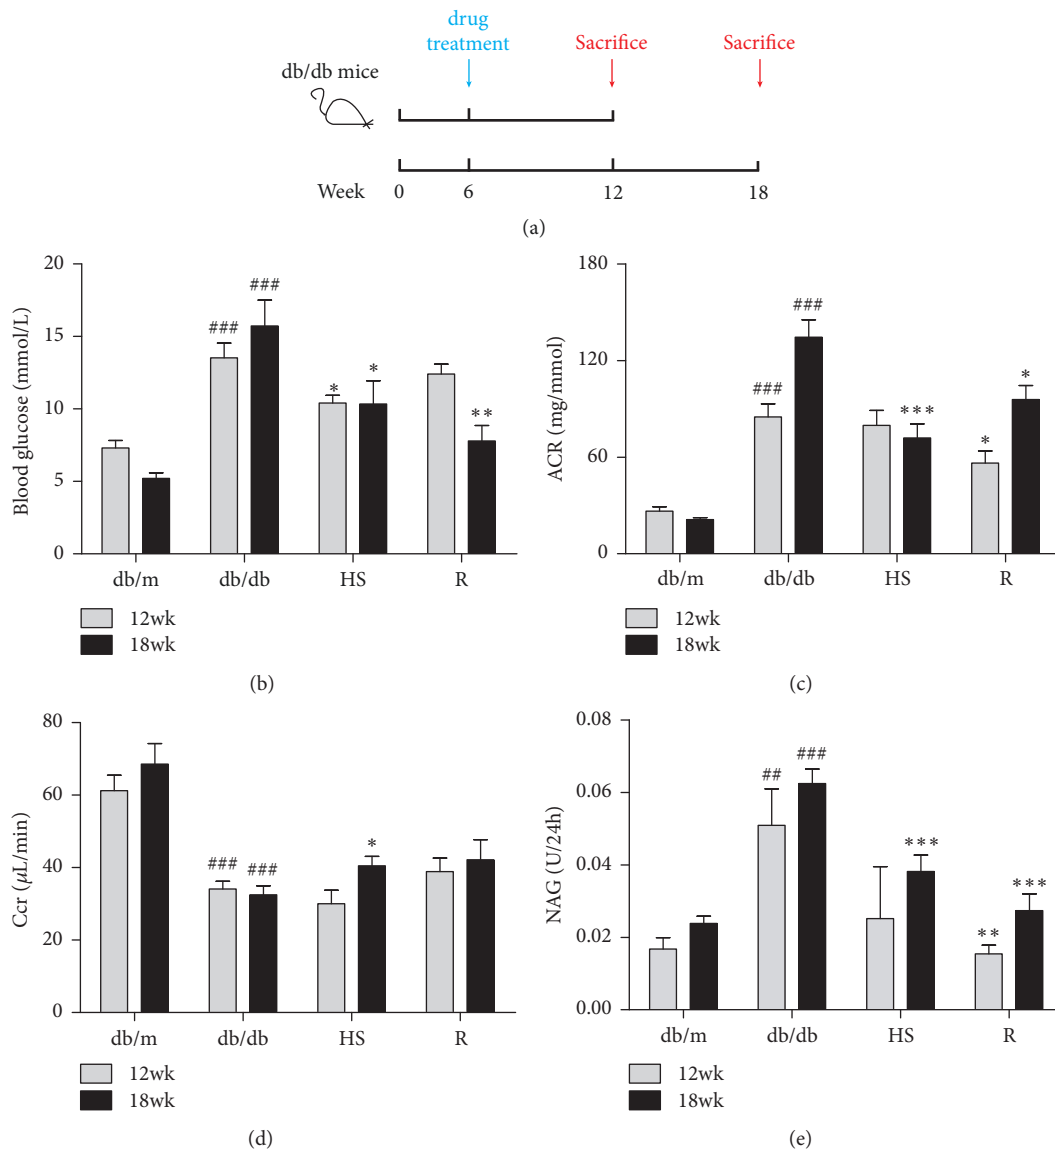 drug
treatment
Sacrifice
Sacrifice
db/db mice
Week
0
6
12
18
(a)
Blood glucose (mmol/L)
20
15
10
5
0
###
###
*
*
**
db/m
db/db
HS
R
12wk
18wk
(b)
ACR (mg/mmol)
180
120
60
0
###
###
***
*
*
db/m
db/db
HS
R
12wk
18wk
(c)
Ccr (μL/min)
80
60
40
20
0
###
###
*
db/m
db/db
HS
R
12wk
18wk
(d)
NAG (U/24h)
0.08
0.06
0.04
0.02
0.00
##
###
***
**
***
db/m
db/db
HS
R
12wk
18wk
(e)